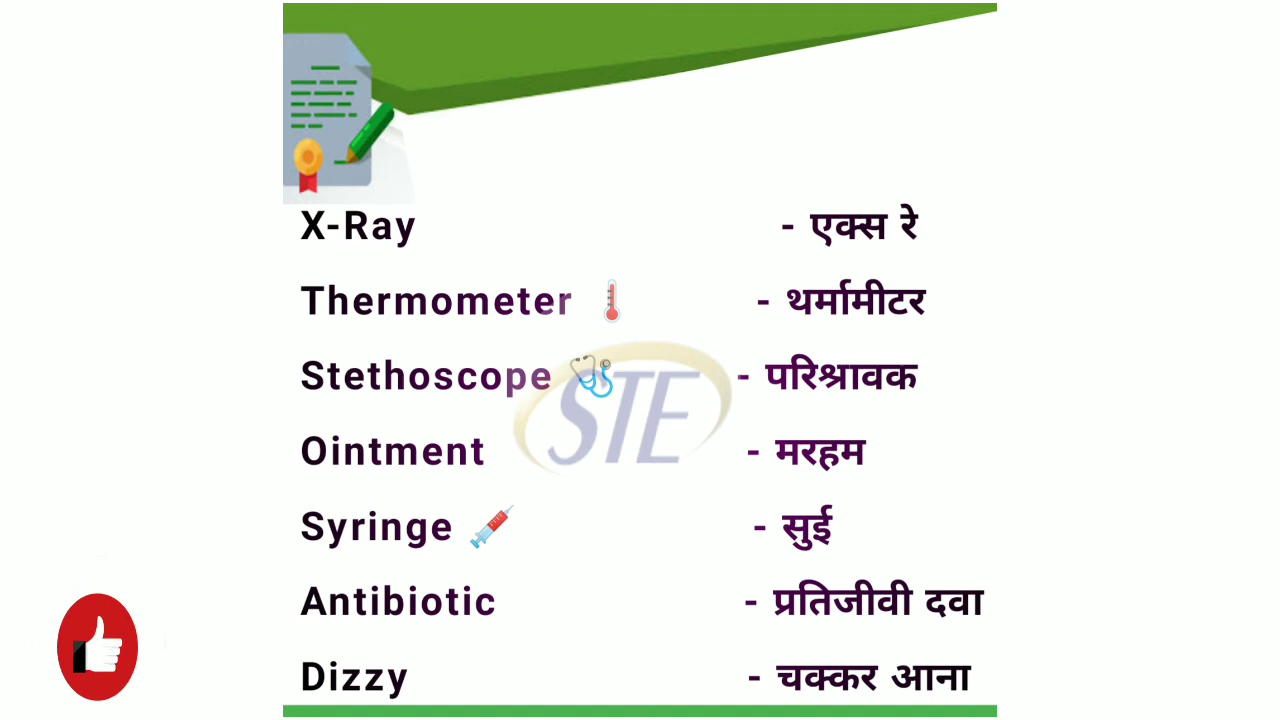 X-Ray - एक्स रे
Thermometer 🌡️ - थर्मामीटर
Stethoscope 🩺 - परिश्रावक
STE
Ointment - मरहम
Syringe 💉 - सुई
Antibiotic - प्रतिजीवी दवा
Dizzy - चक्कर आना